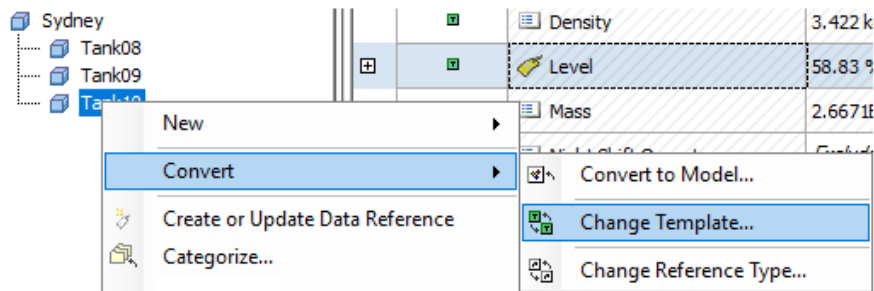 Sydney
Tank08
Tank09
Density
3.422 k
Level
58.83 %
Mass
2.6671E
New
Convert
Create or Update Data Reference
Categorize...
Convert to Model...
Change Template...
Change Reference Type...